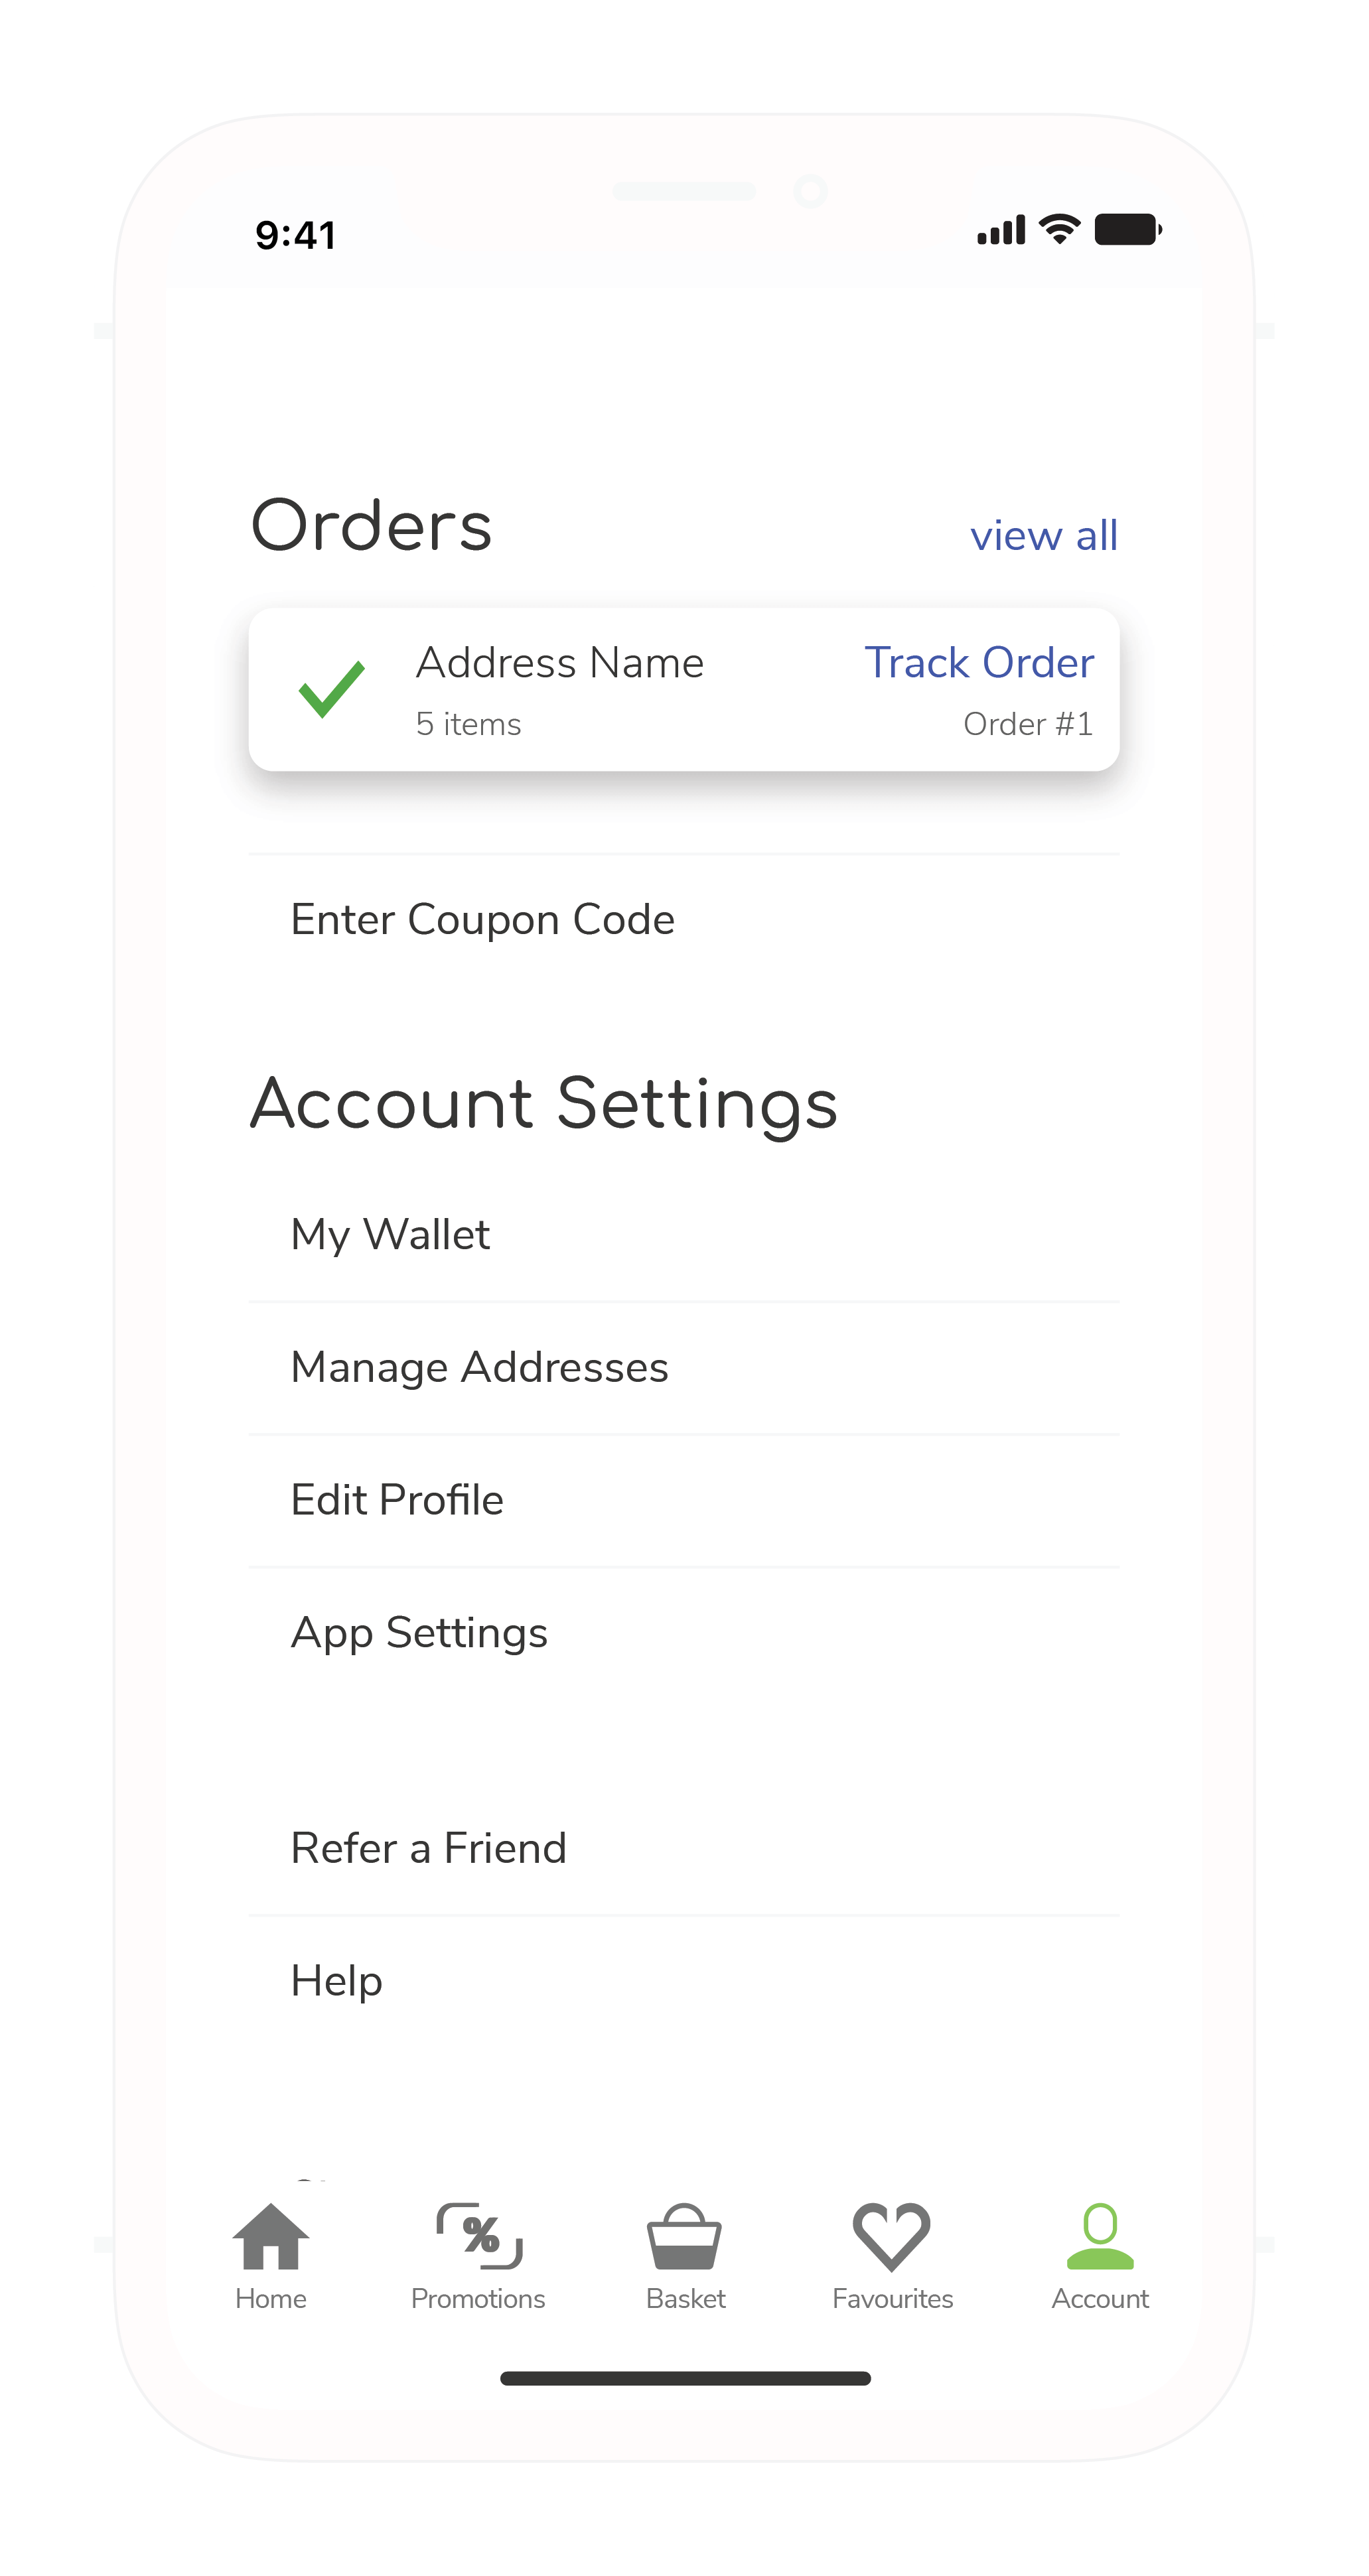 9:41
Orders
view all
Address Name
Track Order
5 items
Order #1
Enter Coupon Code
Account Settings
My Wallet
Manage Addresses
Edit Profile
App Settings
Refer a Friend
Help
%
Home
Promotions
Basket
Favourites
Account